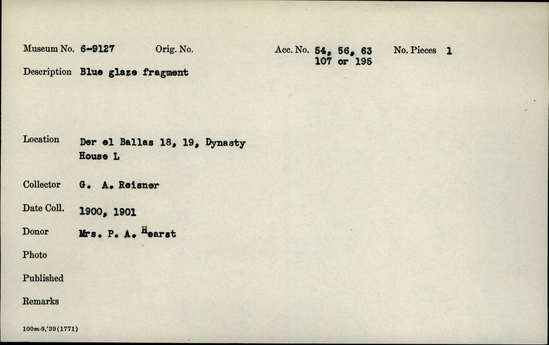 Museum No. 6-9127 Orig. No. Acc. No. 54, 56, 63 No. Pieces 1
107 or 195
Description Blue glaze fragment
Location Der el Ballas 18, 19, Dynasty
House L
Collector G. A. Reisner
Date Coll. 1900, 1901
Donor Mrs. P. A. Hearst
Photo
Published
Remarks
100m-9,'39(1771)